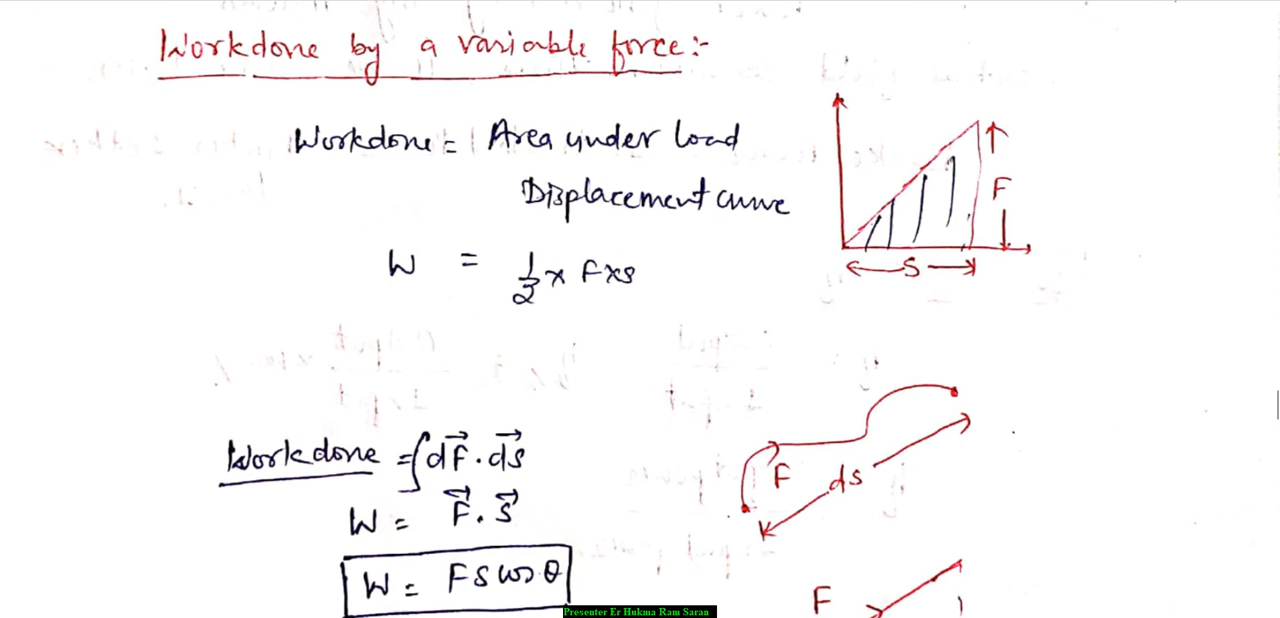 Workdone by a variable force:-
Workdone = Area under load
Displacement curve
F
S
W = 1/2 x F x s
Workdone = ∫dF⃗.ds⃗
F
ds
W = F⃗.s⃗
W = FS cos θ
F
Presenter Er Hukma Ram Saran